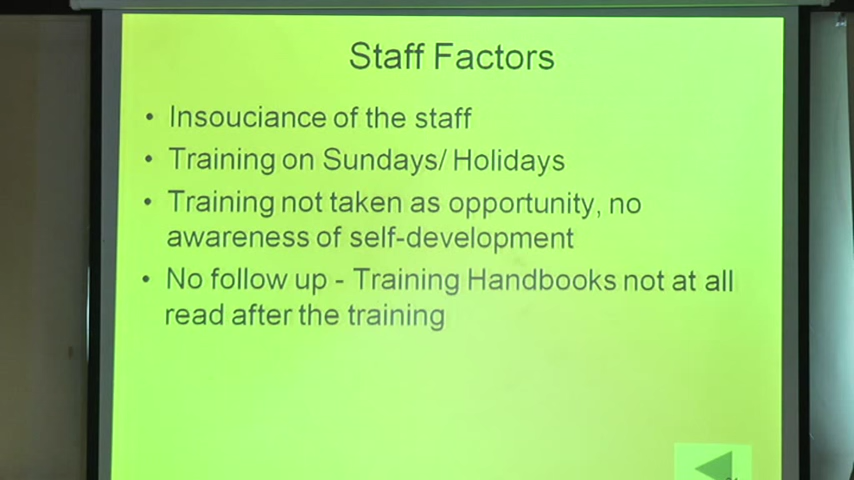 Staff Factors
• Insouciance of the staff
• Training on Sundays/ Holidays
• Training not taken as opportunity, no
awareness of self-development
• No follow up - Training Handbooks not at all
read after the training